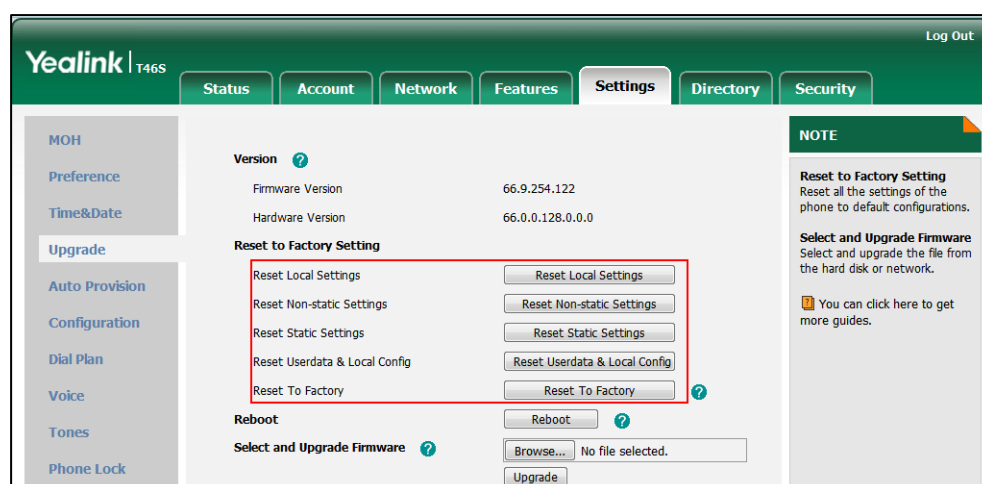 Log Out
Yealink | T46S
Status Account Network Features Settings Directory Security
MOH
Preference
Time&Date
Upgrade
Auto Provision
Configuration
Dial Plan
Voice
Tones
Phone Lock
Version ?
Firmware Version 66.9.254.122
Hardware Version 66.0.0.128.0.0.0
Reset to Factory Setting
Reset Local Settings Reset Local Settings
Reset Non-static Settings Reset Non-static Settings
Reset Static Settings Reset Static Settings
Reset Userdata & Local Config Reset Userdata & Local Config
Reset To Factory Reset To Factory ?
Reboot Reboot ?
Select and Upgrade Firmware ? Browse... No file selected.
Upgrade
NOTE
Reset to Factory Setting
Reset all the settings of the
phone to default configurations.
Select and Upgrade Firmware
Select and upgrade the file from
the hard disk or network.
? You can click here to get
more guides.